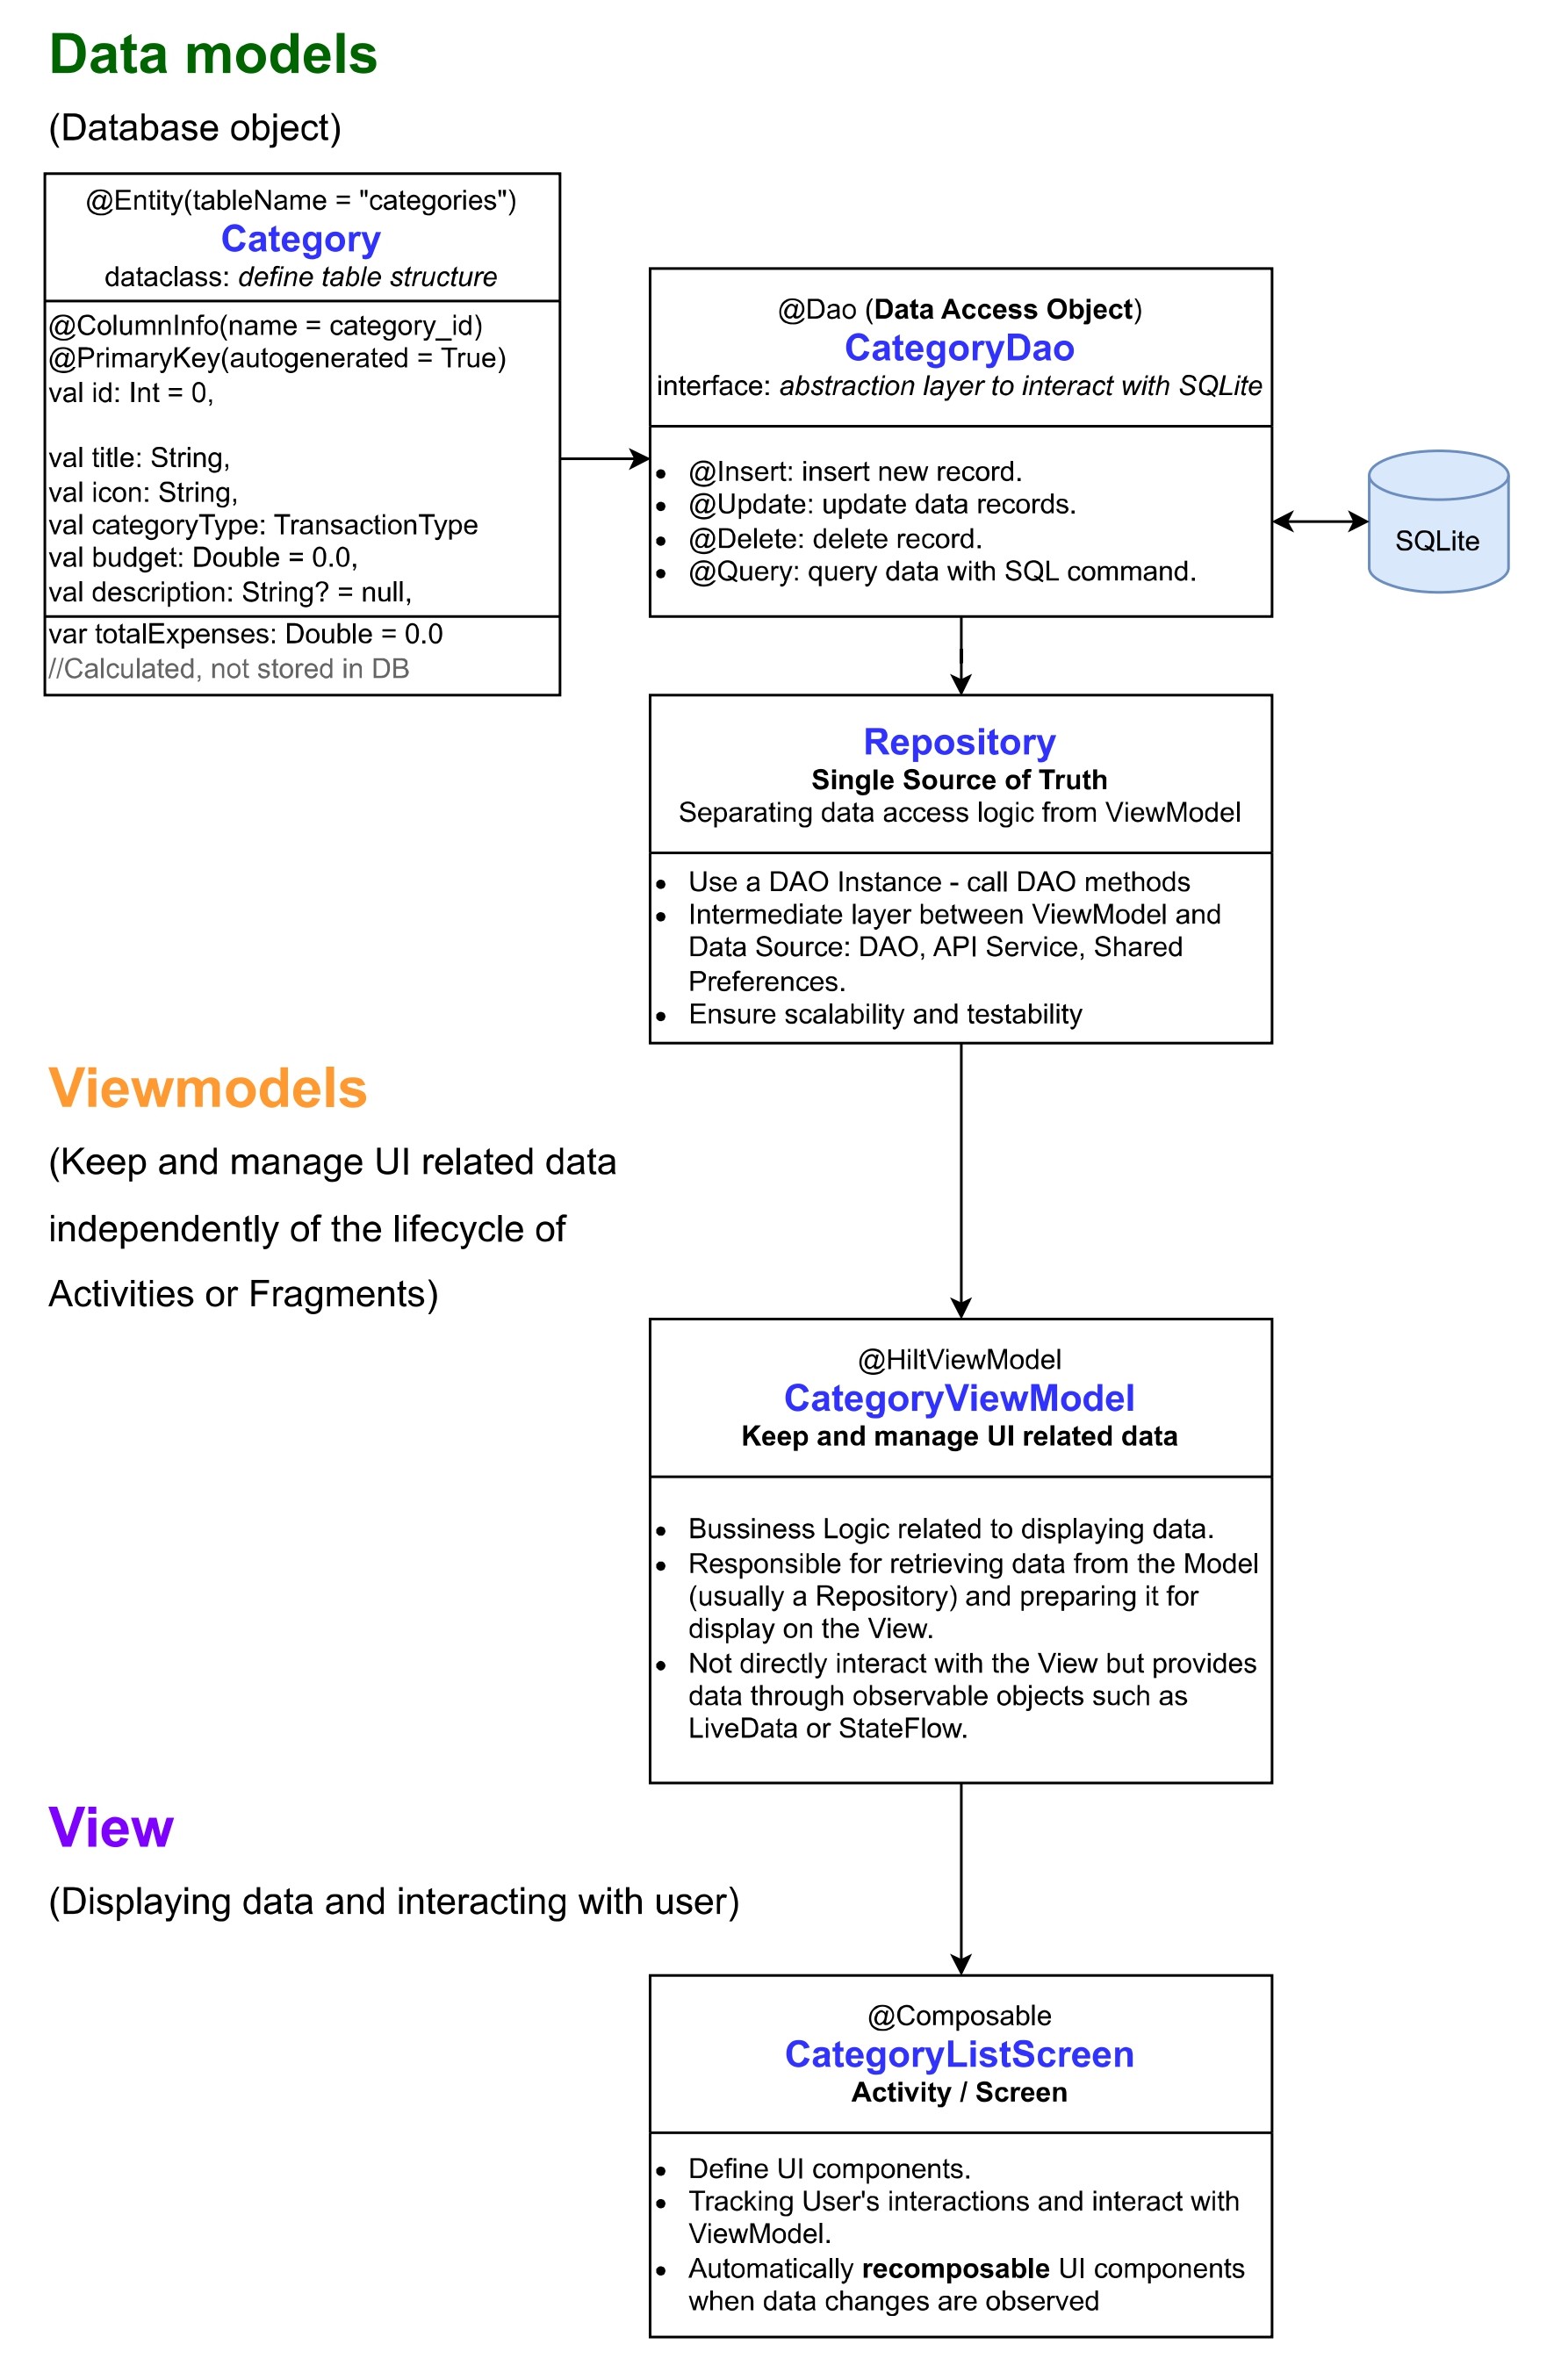 Data models
(Database object)
@Entity(tableName = "categories")
Category
dataclass: define table structure
@ColumnInfo(name = category_id)
@PrimaryKey(autogenerated = True)
val id: Int = 0,
val title: String,
val icon: String,
val categoryType: TransactionType
val budget: Double = 0.0,
val description: String? = null,
var totalExpenses: Double = 0.0
//Calculated, not stored in DB
@Dao (Data Access Object)
CategoryDao
interface: abstraction layer to interact with SQLite
• @Insert: insert new record.
• @Update: update data records.
• @Delete: delete record.
• @Query: query data with SQL command.
SQLite
Repository
Single Source of Truth
Separating data access logic from ViewModel
• Use a DAO Instance - call DAO methods
• Intermediate layer between ViewModel and
Data Source: DAO, API Service, Shared
Preferences.
• Ensure scalability and testability
Viewmodels
(Keep and manage UI related data
independently of the lifecycle of
Activities or Fragments)
@HiltViewModel
CategoryViewModel
Keep and manage UI related data
• Bussiness Logic related to displaying data.
• Responsible for retrieving data from the Model
(usually a Repository) and preparing it for
display on the View.
• Not directly interact with the View but provides
data through observable objects such as
LiveData or StateFlow.
View
(Displaying data and interacting with user)
@Composable
CategoryListScreen
Activity / Screen
• Define UI components.
• Tracking User's interactions and interact with
ViewModel.
• Automatically recomposable UI components
when data changes are observed